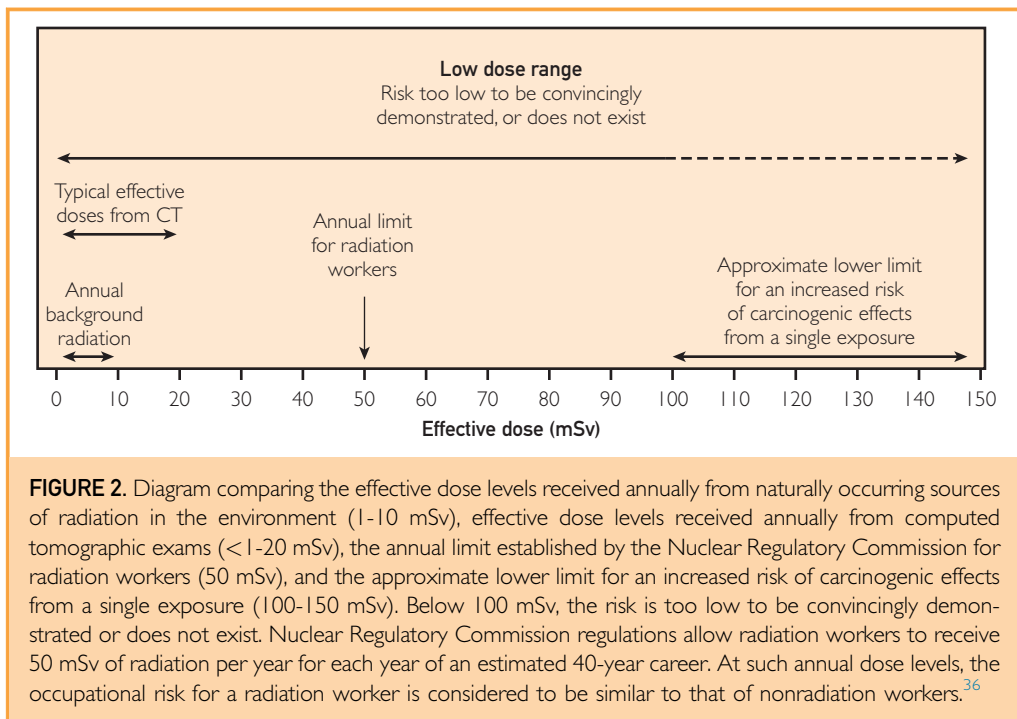 Low dose range
Risk too low to be convincingly
demonstrated, or does not exist
Typical effective
doses from CT
Annual limit
for radiation
workers
Approximate lower limit
for an increased risk
of carcinogenic effects
from a single exposure
Annual
background
radiation
0 10 20 30 40 50 60 70 80 90 100 110 120 130 140 150
Effective dose (mSv)
FIGURE 2. Diagram comparing the effective dose levels received annually from naturally occurring sources
of radiation in the environment (1-10 mSv), effective dose levels received annually from computed
tomographic exams (<1-20 mSv), the annual limit established by the Nuclear Regulatory Commission for
radiation workers (50 mSv), and the approximate lower limit for an increased risk of carcinogenic effects
from a single exposure (100-150 mSv). Below 100 mSv, the risk is too low to be convincingly demon-
strated or does not exist. Nuclear Regulatory Commission regulations allow radiation workers to receive
50 mSv of radiation per year for each year of an estimated 40-year career. At such annual dose levels, the
occupational risk for a radiation worker is considered to be similar to that of nonradiation workers.36